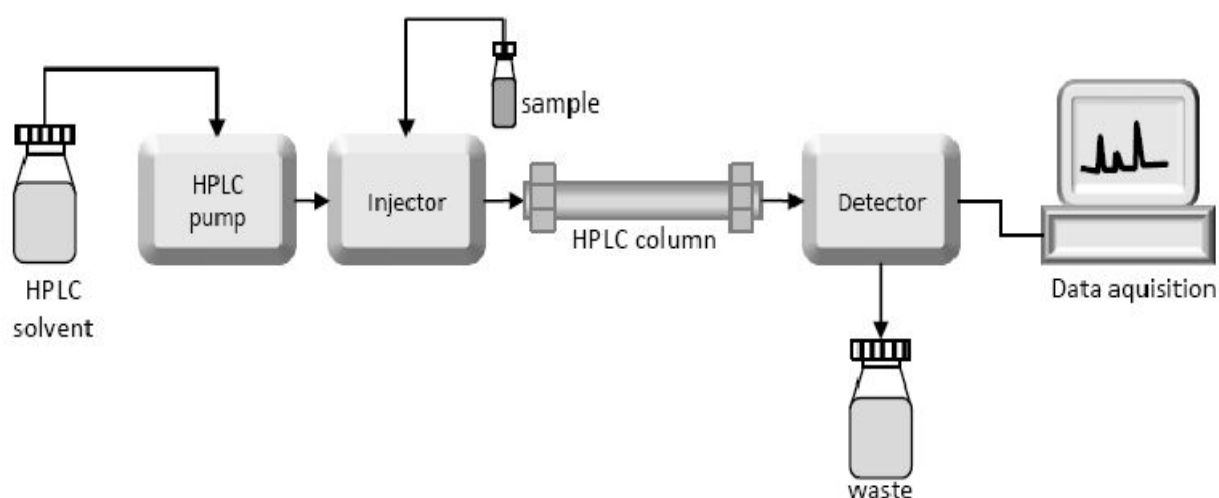 HPLC
solvent
HPLC
pump
Injector
sample
HPLC column
Detector
Data aquisition
waste